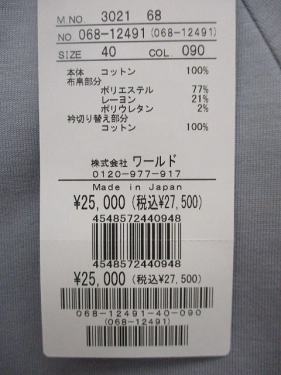 M NO. 3021 68
NO 068-12491 (068-12491)
SIZE 40 COL. 090
本体 コットン 100%
布帛部分
ポリエステル 77%
レーヨン 21%
ポリウレタン 2%
衿切り替え部分
コットン 100%
株式会社 ワールド
0120-977-917
Made in Japan
¥25,000 (税込¥27,500)
4548572440948
4548572440948
¥25,000 (税込¥27,500)
068-12491-40-090
(068-12491)